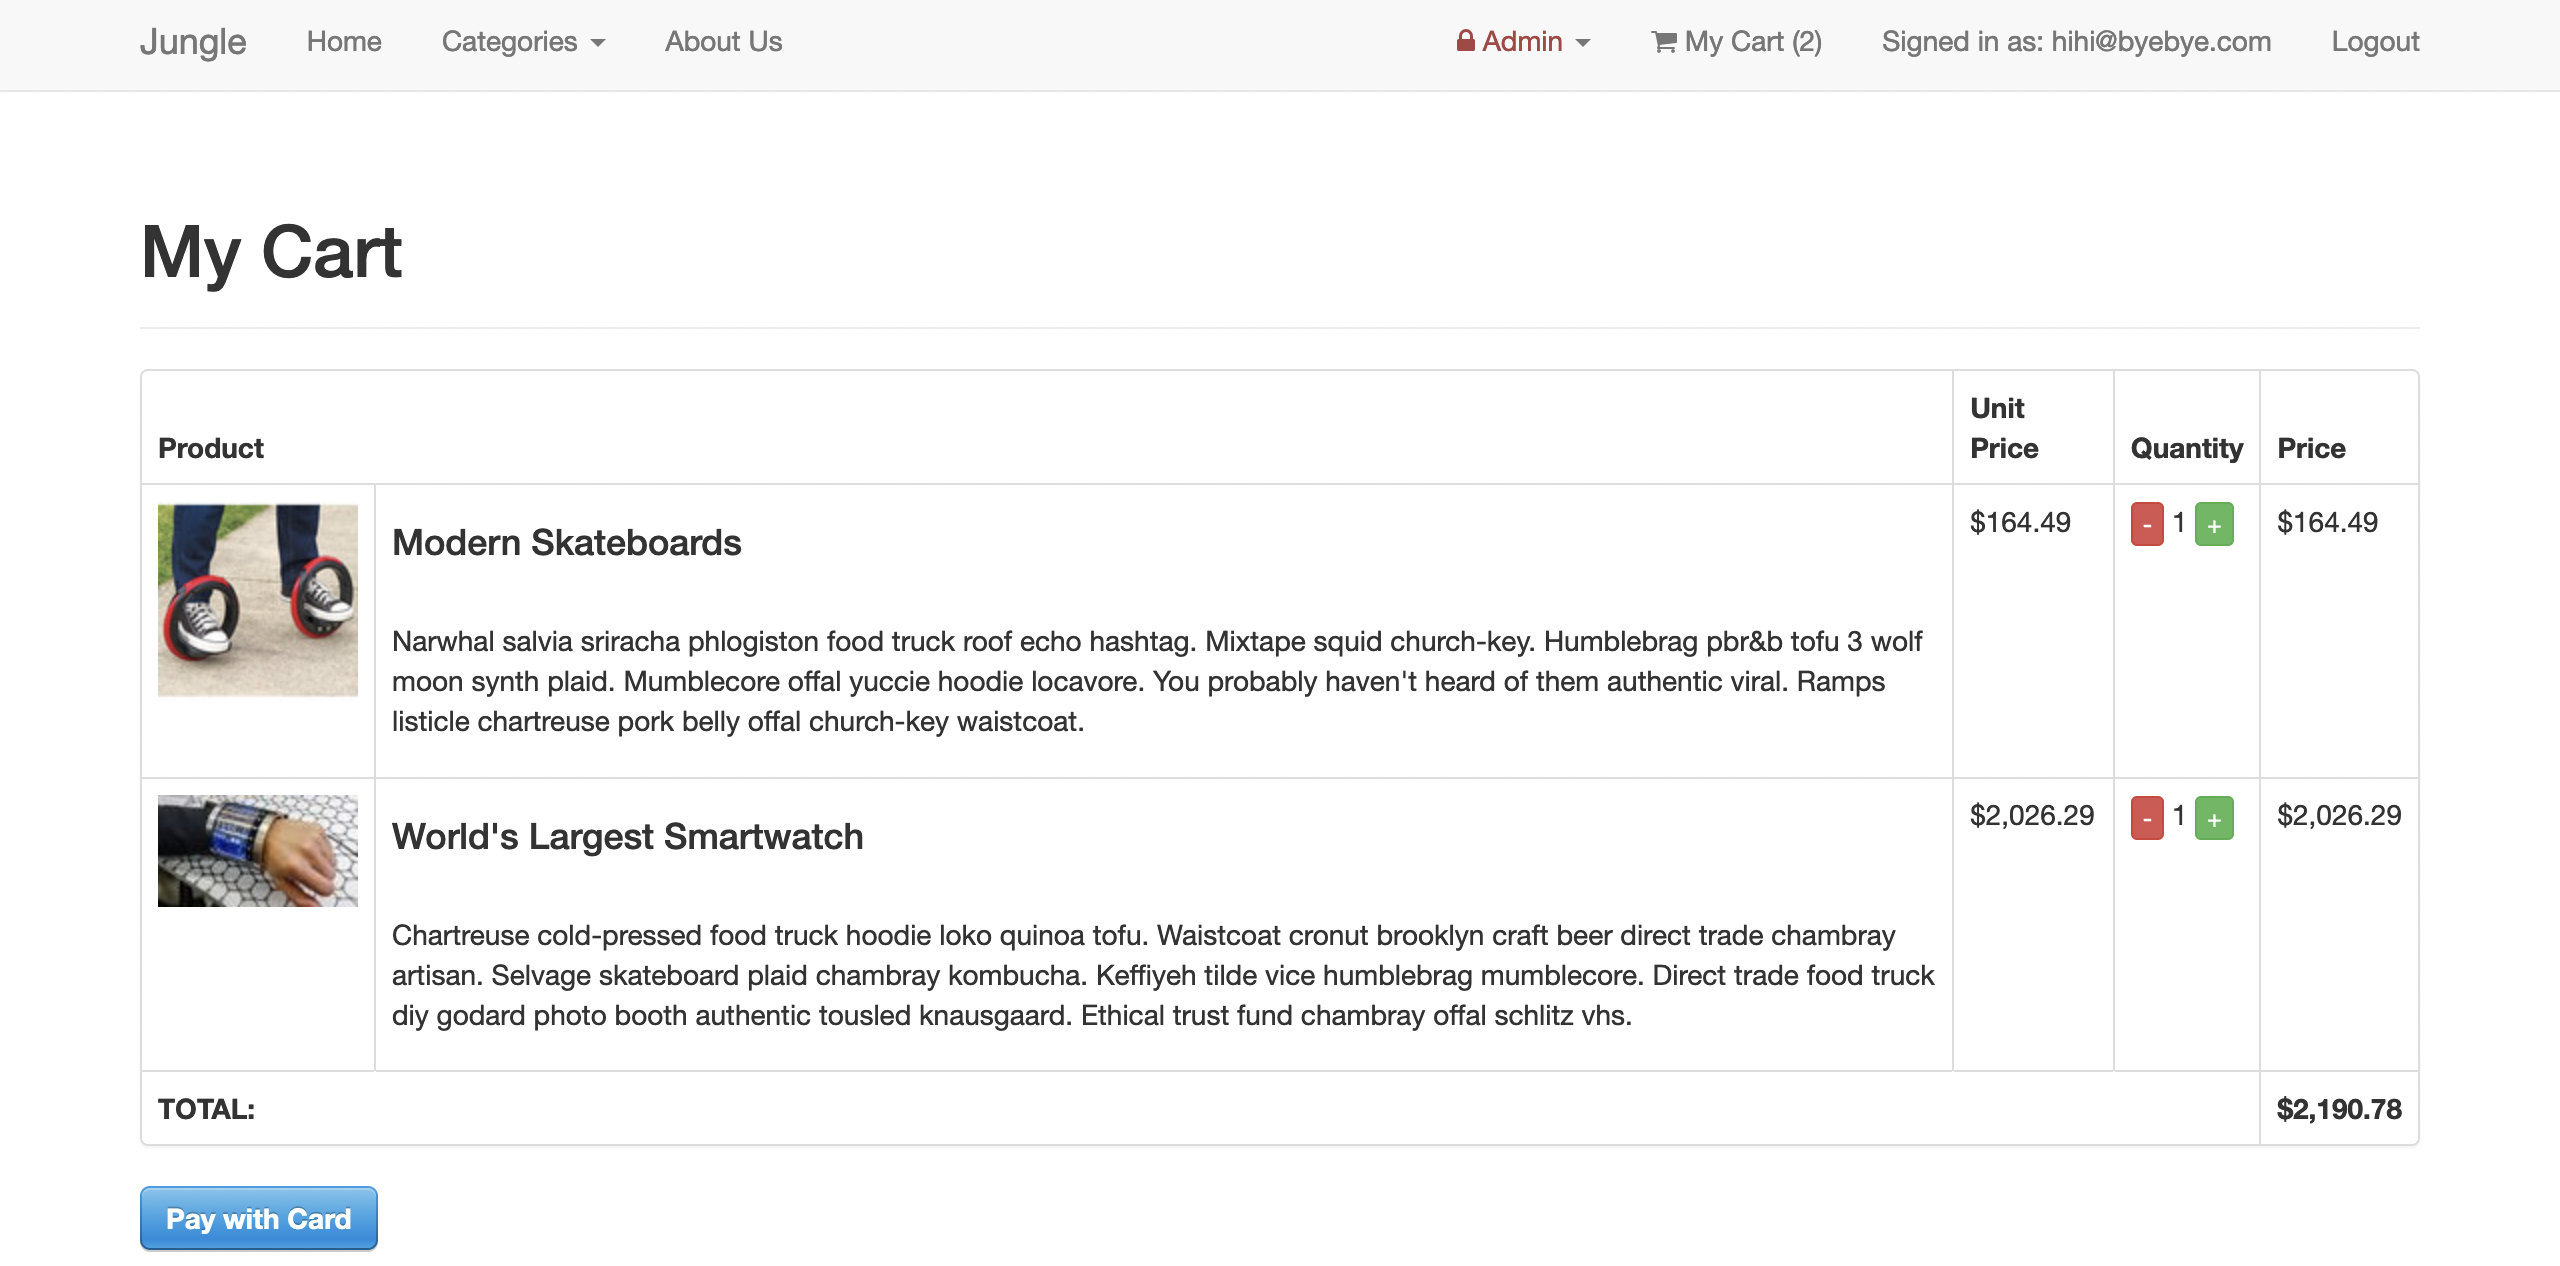 Jungle Home Categories About Us Admin My Cart (2) Signed in as: hihi@byebye.com Logout
My Cart
Product Unit Price Quantity Price
Modern Skateboards $164.49 - 1 + $164.49
Narwhal salvia sriracha phlogiston food truck roof echo hashtag. Mixtape squid church-key. Humblebrag pbr&b tofu 3 wolf
moon synth plaid. Mumblecore offal yuccie hoodie locavore. You probably haven't heard of them authentic viral. Ramps
listicle chartreuse pork belly offal church-key waistcoat.
World's Largest Smartwatch $2,026.29 - 1 + $2,026.29
Chartreuse cold-pressed food truck hoodie loko quinoa tofu. Waistcoat cronut brooklyn craft beer direct trade chambray
artisan. Selvage skateboard plaid chambray kombucha. Keffiyeh tilde vice humblebrag mumblecore. Direct trade food truck
diy godard photo booth authentic tousled knausgaard. Ethical trust fund chambray offal schlitz vhs.
TOTAL: $2,190.78
Pay with Card